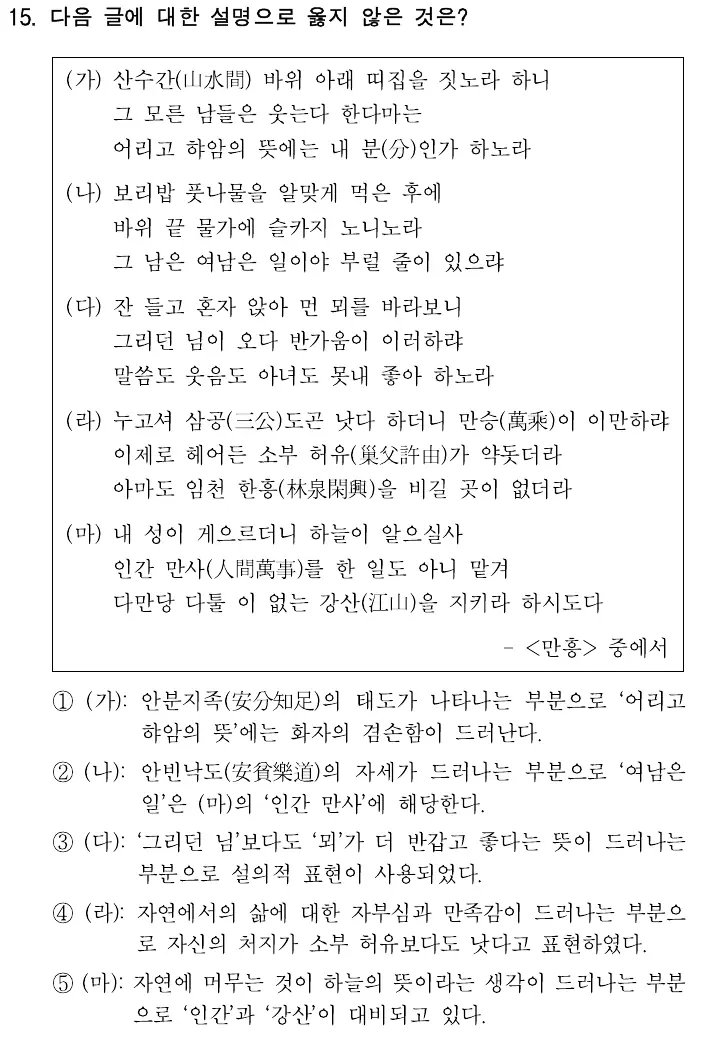 15. 다음 글에 대한 설명으로 옳지 않은 것은?
(가) 산수간(山水間) 바위 아래 띠집을 짓노라 하니
그 모른 남들은 웃는다 한다마는
어리고 햐암의 뜻에는 내 분(分)인가 하노라
(나) 보리밥 풋나물을 알맞게 먹은 후에
바위 끝 물가에 슬카지 노니노라
그 남은 여남은 일이야 부럴 줄이 있으랴
(다) 잔 들고 혼자 앉아 먼 뫼를 바라보니
그리던 님이 오다 반가움이 이러하랴
말씀도 웃음도 아녀도 못내 좋아 하노라
(라) 누고셔 삼공(三公)도곤 낫다 하더니 만승(萬乘)이 이만하랴
이제로 헤어든 소부 허유(巢父許由)가 약돗더라
아마도 임천 한흥(林泉閑興)을 비길 곳이 없더라
(마) 내 성이 게으르더니 하늘이 알으실사
인간 만사(人間萬事)를 한 일도 아니 맡겨
다만당 다툴 이 없는 강산(江山)을 지키라 하시도다
- <만흥> 중에서
① (가): 안분지족(安分知足)의 태도가 나타나는 부분으로 ‘어리고
햐암의 뜻’에는 화자의 겸손함이 드러난다.
② (나): 안빈낙도(安貧樂道)의 자세가 드러나는 부분으로 ‘여남은
일’은 (마)의 ‘인간 만사’에 해당한다.
③ (다): ‘그리던 님’보다도 ‘뫼’가 더 반갑고 좋다는 뜻이 드러나는
부분으로 설의적 표현이 사용되었다.
④ (라): 자연에서의 삶에 대한 자부심과 만족감이 드러나는 부분으
로 자신의 처지가 소부 허유보다도 낫다고 표현하였다.
⑤ (마): 자연에 머무는 것이 하늘의 뜻이라는 생각이 드러나는 부분
으로 ‘인간’과 ‘강산’이 대비되고 있다.